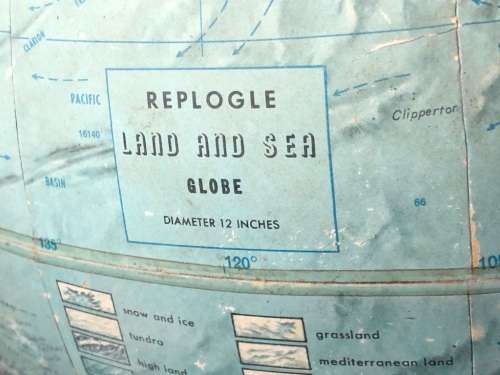 CLARION
PACIFIC
16140
BASIN
REPLOGLE
LAND AND SEA
GLOBE
DIAMETER 12 INCHES
Clipperton
66
135°
120°
105
snow and ice
tundra
high land
grassland
mediterranean land